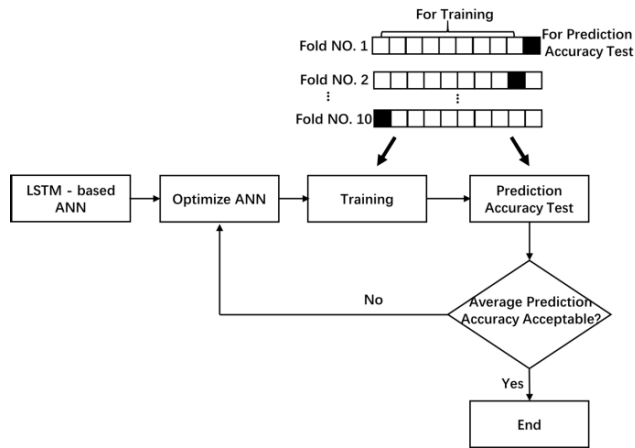 For Training
For Prediction
Accuracy Test
Fold NO. 1
Fold NO. 2
⋮
⋮
Fold NO. 10
LSTM - based
ANN
Optimize ANN
Training
Prediction
Accuracy Test
No
Average Prediction
Accuracy Acceptable?
Yes
End